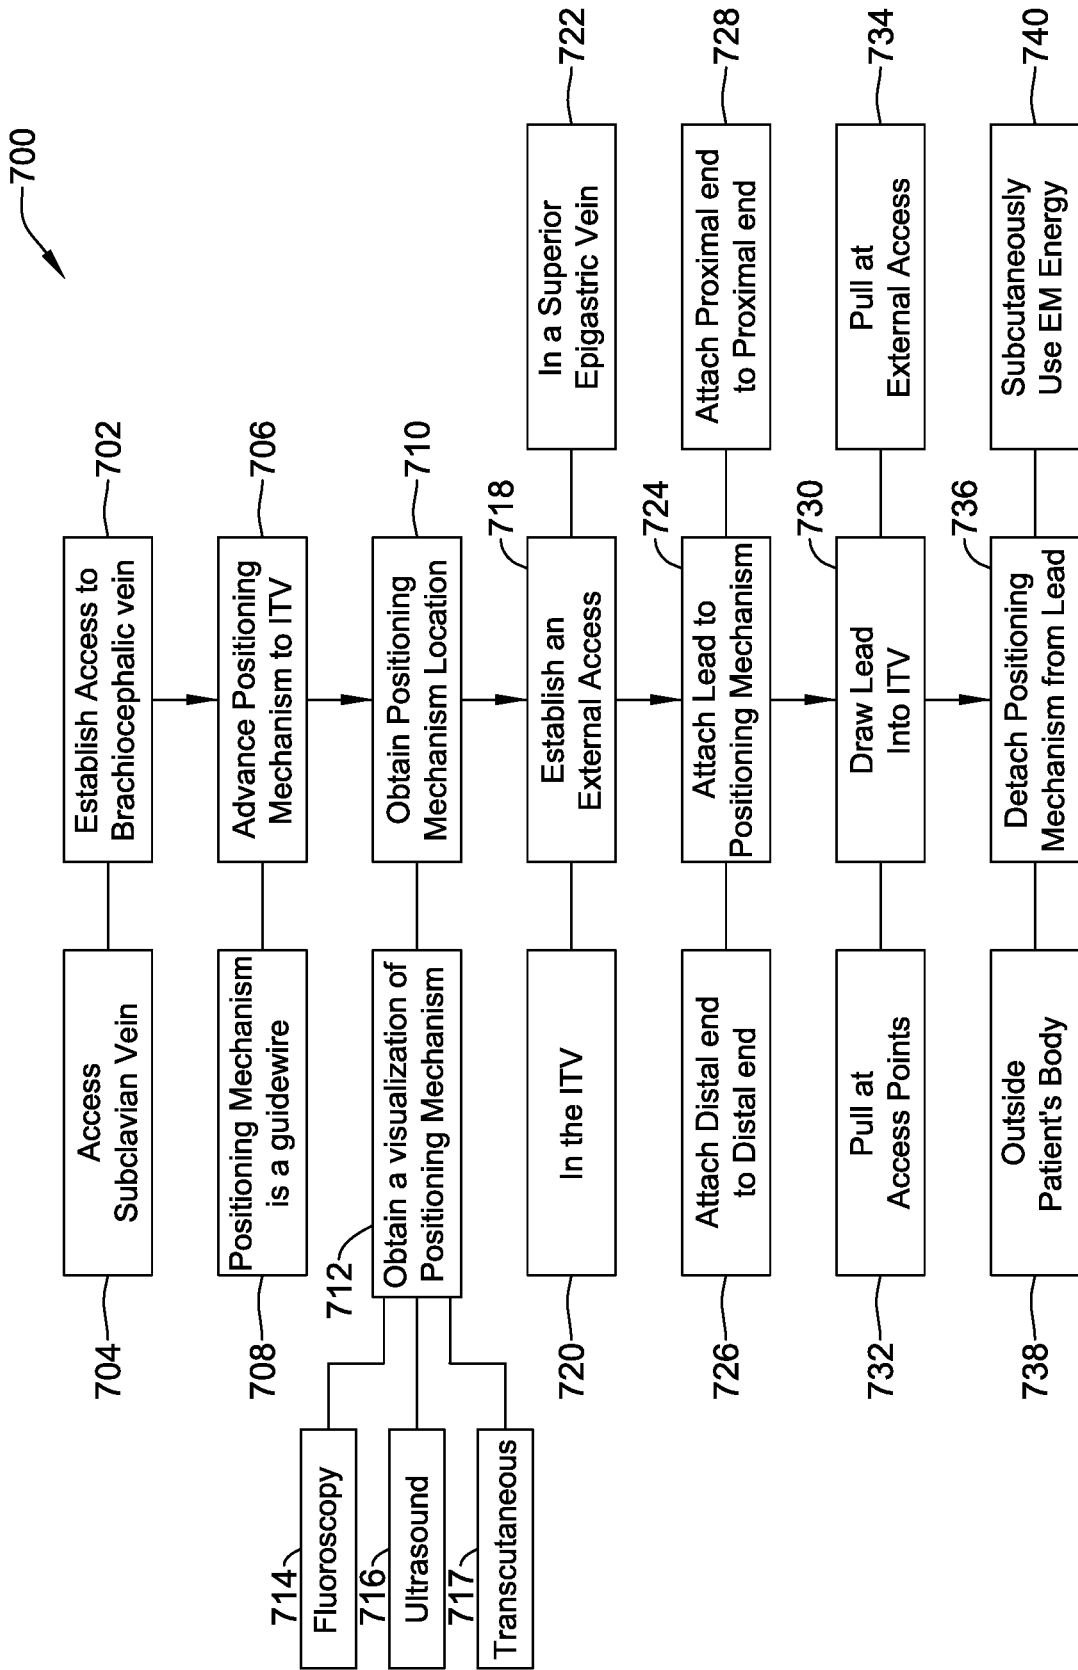 700
702
Establish Access to
Brachiocephalic vein
Access
Subclavian Vein
704
706
Advance Positioning
Mechanism to ITV
Positioning Mechanism
is a guidewire
708
710
Obtain Positioning
Mechanism Location
712
Obtain a visualization of
Positioning Mechanism
714
Fluoroscopy
716
Ultrasound
717
Transcutaneous
718
Establish an
External Access
In the ITV
720
In a Superior
Epigastric Vein
722
724
Attach Lead to
Positioning Mechanism
Attach Distal end
to Distal end
726
Attach Proximal end
to Proximal end
728
730
Draw Lead
Into ITV
Pull at
Access Points
732
Pull at
External Access
734
736
Detach Positioning
Mechanism from Lead
Outside
Patient's Body
738
Subcutaneously
Use EM Energy
740